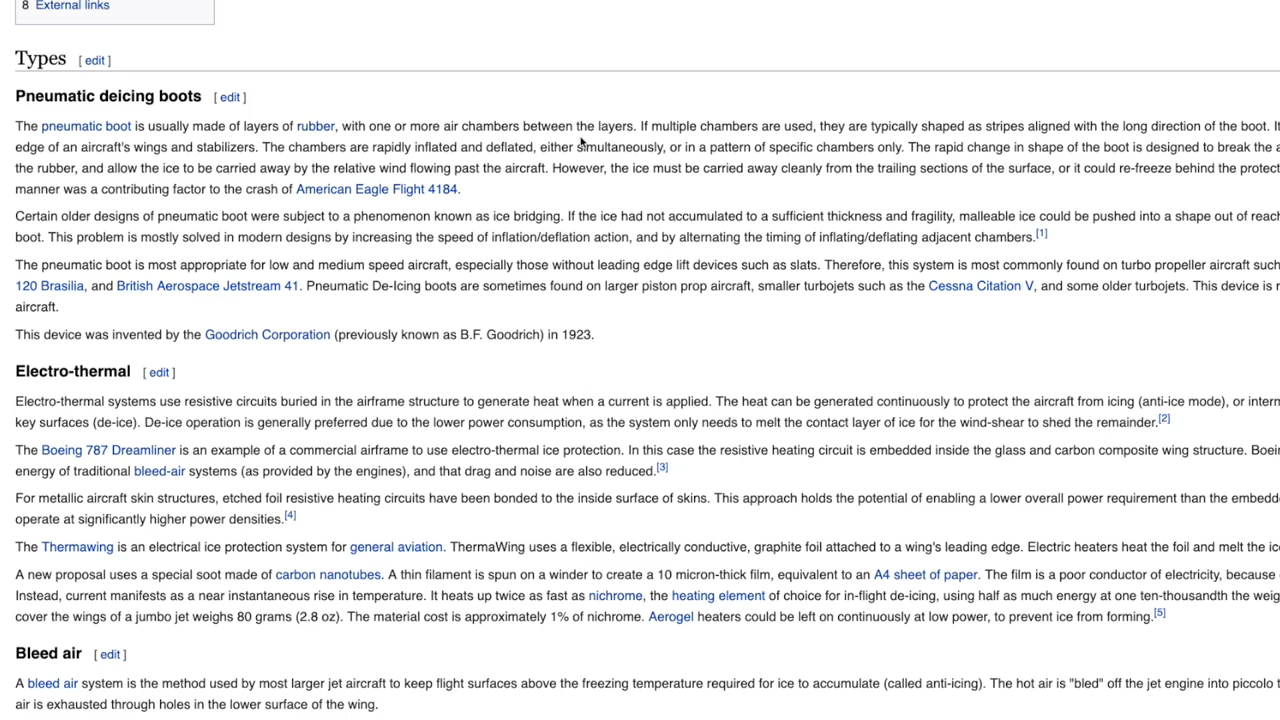 8 External links
Types [ edit ]
Pneumatic deicing boots [ edit ]
The pneumatic boot is usually made of layers of rubber, with one or more air chambers between the layers. If multiple chambers are used, they are typically shaped as stripes aligned with the long direction of the boot. It
edge of an aircraft's wings and stabilizers. The chambers are rapidly inflated and deflated, either simultaneously, or in a pattern of specific chambers only. The rapid change in shape of the boot is designed to break the a
the rubber, and allow the ice to be carried away by the relative wind flowing past the aircraft. However, the ice must be carried away cleanly from the trailing sections of the surface, or it could re-freeze behind the protect
manner was a contributing factor to the crash of American Eagle Flight 4184.
Certain older designs of pneumatic boot were subject to a phenomenon known as ice bridging. If the ice had not accumulated to a sufficient thickness and fragility, malleable ice could be pushed into a shape out of reach
boot. This problem is mostly solved in modern designs by increasing the speed of inflation/deflation action, and by alternating the timing of inflating/deflating adjacent chambers.[1]
The pneumatic boot is most appropriate for low and medium speed aircraft, especially those without leading edge lift devices such as slats. Therefore, this system is most commonly found on turbo propeller aircraft such
120 Brasilia, and British Aerospace Jetstream 41. Pneumatic De-Icing boots are sometimes found on larger piston prop aircraft, smaller turbojets such as the Cessna Citation V, and some older turbojets. This device is r
aircraft.
This device was invented by the Goodrich Corporation (previously known as B.F. Goodrich) in 1923.
Electro-thermal [ edit ]
Electro-thermal systems use resistive circuits buried in the airframe structure to generate heat when a current is applied. The heat can be generated continuously to protect the aircraft from icing (anti-ice mode), or interm
key surfaces (de-ice). De-ice operation is generally preferred due to the lower power consumption, as the system only needs to melt the contact layer of ice for the wind-shear to shed the remainder.[2]
The Boeing 787 Dreamliner is an example of a commercial airframe to use electro-thermal ice protection. In this case the resistive heating circuit is embedded inside the glass and carbon composite wing structure. Boein
energy of traditional bleed-air systems (as provided by the engines), and that drag and noise are also reduced.[3]
For metallic aircraft skin structures, etched foil resistive heating circuits have been bonded to the inside surface of skins. This approach holds the potential of enabling a lower overall power requirement than the embedde
operate at significantly higher power densities.[4]
The Thermawing is an electrical ice protection system for general aviation. ThermaWing uses a flexible, electrically conductive, graphite foil attached to a wing's leading edge. Electric heaters heat the foil and melt the ice
A new proposal uses a special soot made of carbon nanotubes. A thin filament is spun on a winder to create a 10 micron-thick film, equivalent to an A4 sheet of paper. The film is a poor conductor of electricity, because
Instead, current manifests as a near instantaneous rise in temperature. It heats up twice as fast as nichrome, the heating element of choice for in-flight de-icing, using half as much energy at one ten-thousandth the weig
cover the wings of a jumbo jet weighs 80 grams (2.8 oz). The material cost is approximately 1% of nichrome. Aerogel heaters could be left on continuously at low power, to prevent ice from forming.[5]
Bleed air [ edit ]
A bleed air system is the method used by most larger jet aircraft to keep flight surfaces above the freezing temperature required for ice to accumulate (called anti-icing). The hot air is "bled" off the jet engine into piccolo t
air is exhausted through holes in the lower surface of the wing.